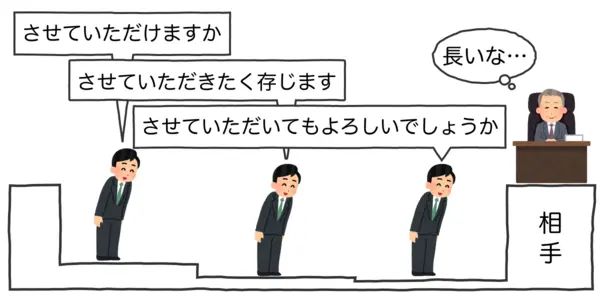 させていただけますか
させていただきたく存じます
させていただいてもよろしいでしょうか
長いな…
相手